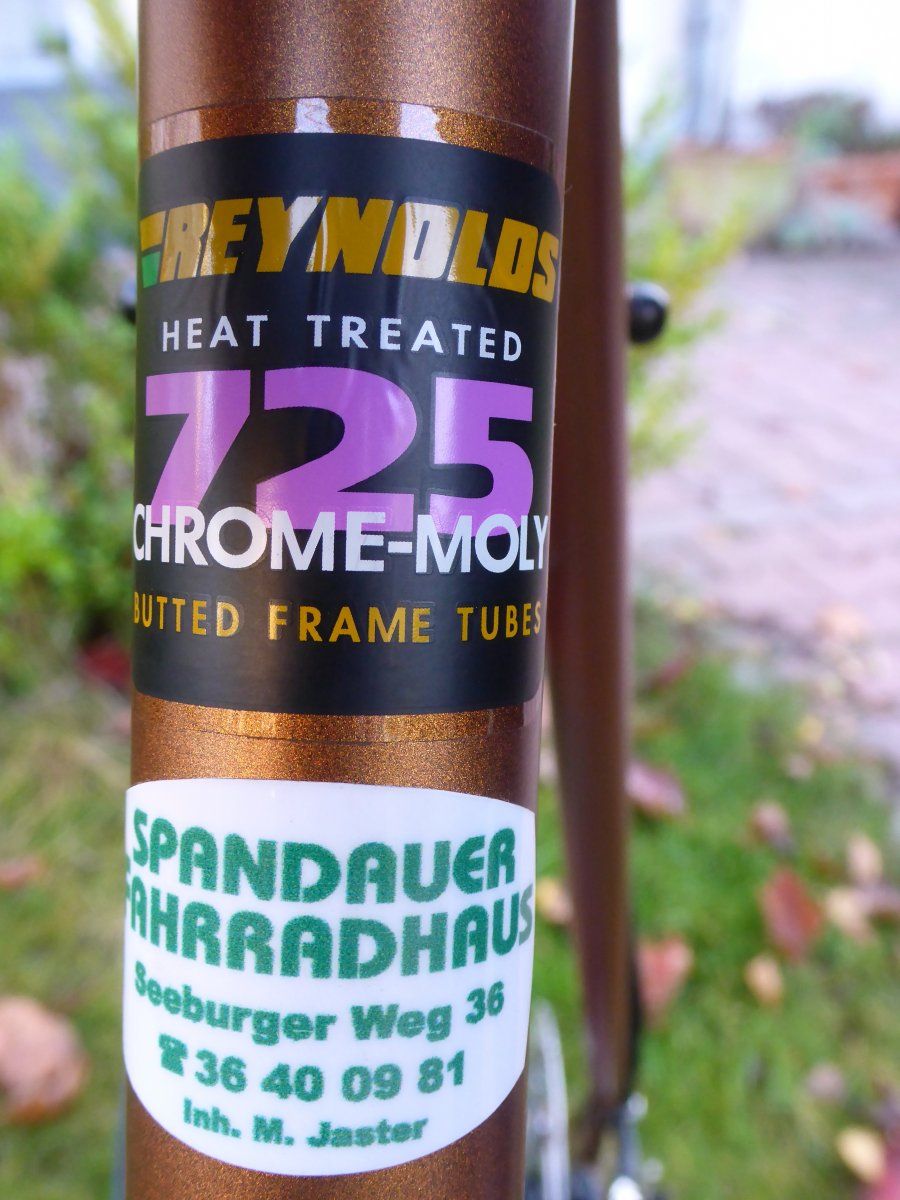 REYNOLDS
HEAT TREATED
725
CHROME-MOLY
BUTTED FRAME TUBES
SPANDAUER
FAHRRADHAUS
Seeburger Weg 36
☎ 36 40 09 81
Inh. M. Jaster